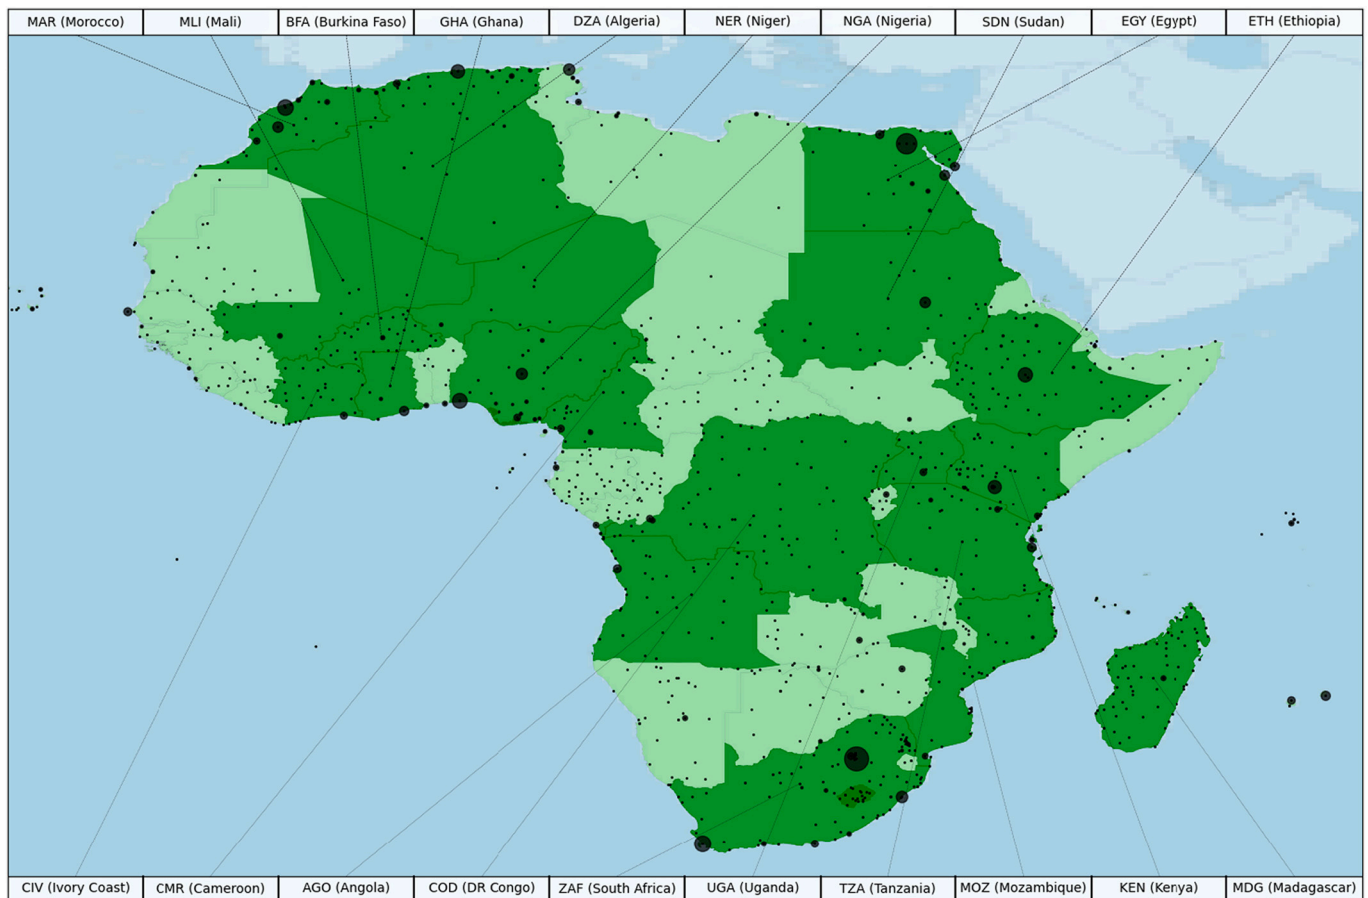 MAR (Morocco) MLI (Mali) BFA (Burkina Faso) GHA (Ghana) DZA (Algeria) NER (Niger) NGA (Nigeria) SDN (Sudan) EGY (Egypt) ETH (Ethiopia)
CIV (Ivory Coast) CMR (Cameroon) AGO (Angola) COD (DR Congo) ZAF (South Africa) UGA (Uganda) TZA (Tanzania) MOZ (Mozambique) KEN (Kenya) MDG (Madagascar)